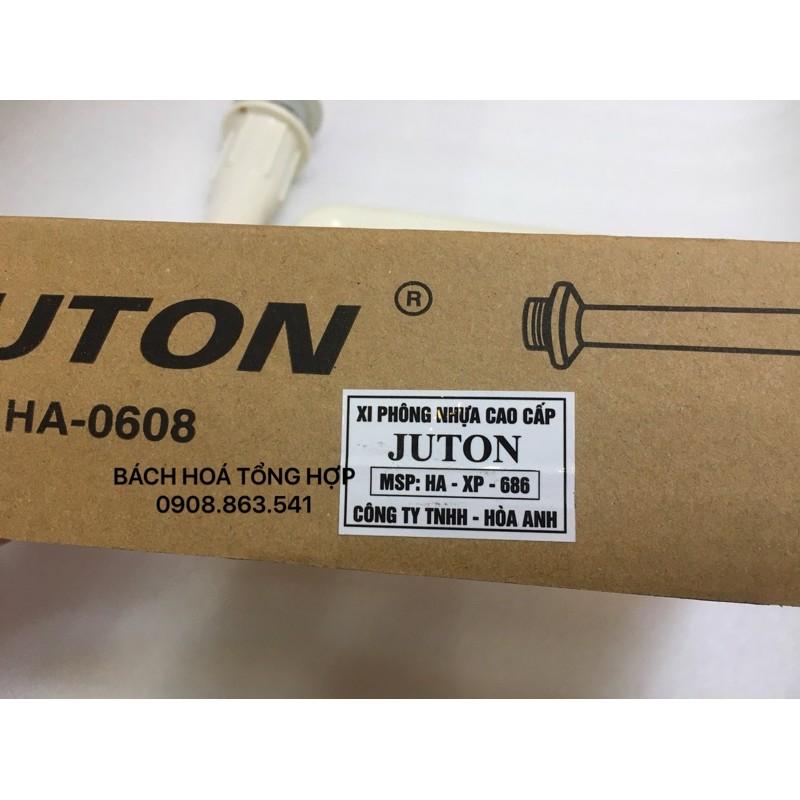 UTON ®
HA-0608
XI PHÔNG NHỰA CAO CẤP
JUTON
MSP: HA - XP - 686
CÔNG TY TNHH - HÒA ANH
BÁCH HOÁ TỔNG HỢP
0908.863.541